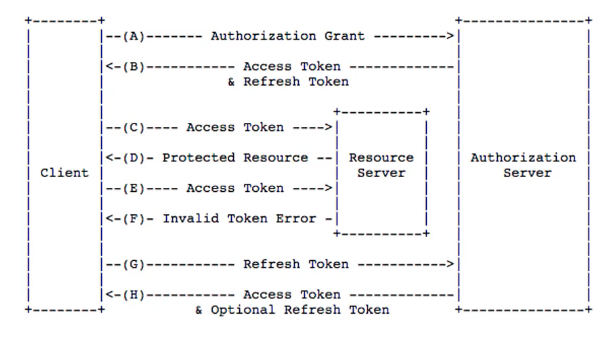 +--------+                                           +---------------+
|        |--(A)------- Authorization Grant --------->|               |
|        |                                           |               |
|        |<-(B)----------- Access Token -------------|               |
|        |               & Refresh Token             |               |
|        |                                           |               |
|        |                            +----------+   |               |
|        |--(C)---- Access Token ---->|          |   |               |
|        |                            |          |   |               |
|        |<-(D)- Protected Resource --| Resource |   | Authorization |
| Client |                            |  Server  |   |     Server    |
|        |--(E)---- Access Token ---->|          |   |               |
|        |                            |          |   |               |
|        |<-(F)- Invalid Token Error -|          |   |               |
|        |                            +----------+   |               |
|        |                                           |               |
|        |--(G)----------- Refresh Token ----------->|               |
|        |                                           |               |
|        |<-(H)----------- Access Token -------------|               |
+--------+           & Optional Refresh Token        +---------------+